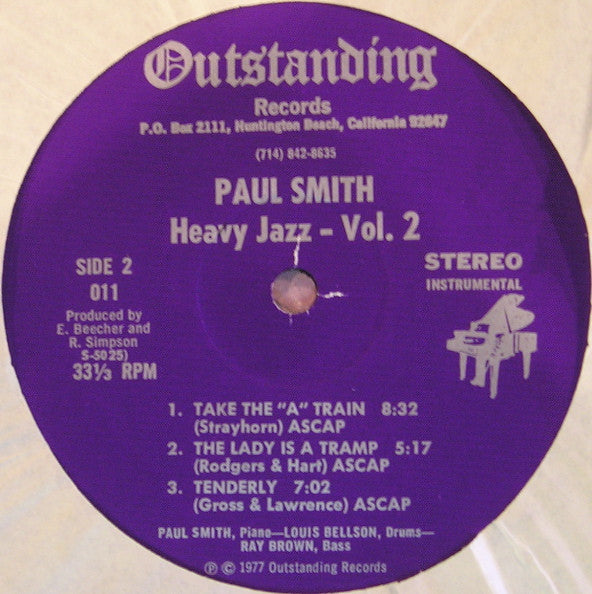 Outstanding
Records
P.O. Box 2111, Huntington Beach, California 92647
(714) 842-8635
PAUL SMITH
Heavy Jazz – Vol. 2
SIDE 2
011
Produced by
E. Beecher and
R. Simpson
S-5025)
33⅓ RPM
STEREO
INSTRUMENTAL
1. TAKE THE "A" TRAIN 8:32
(Strayhorn) ASCAP
2. THE LADY IS A TRAMP 5:17
(Rodgers & Hart) ASCAP
3. TENDERLY 7:02
(Gross & Lawrence) ASCAP
PAUL SMITH, Piano—LOUIS BELLSON, Drums—
RAY BROWN, Bass
℗ © 1977 Outstanding Records